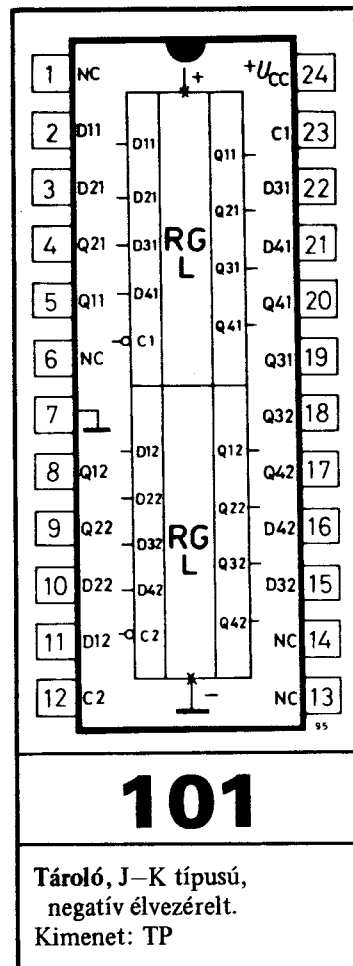 1 NC +UCC 24
2 D11 C1 23
3 D21 D31 22
4 Q21 D41 21
5 Q11 Q41 20
6 NC Q31 19
7 Q32 18
8 Q12 Q42 17
9 Q22 D42 16
10 D22 D32 15
11 D12 NC 14
12 C2 NC 13
+
D11 Q11
D21 Q21
RG
D31 Q31
L
D41 Q41
C1
D12 Q12
D22 Q22
RG
D32 Q32
L
D42 Q42
C2
–
95
101
Tároló, J–K típusú,
negatív élvezérelt.
Kimenet: TP